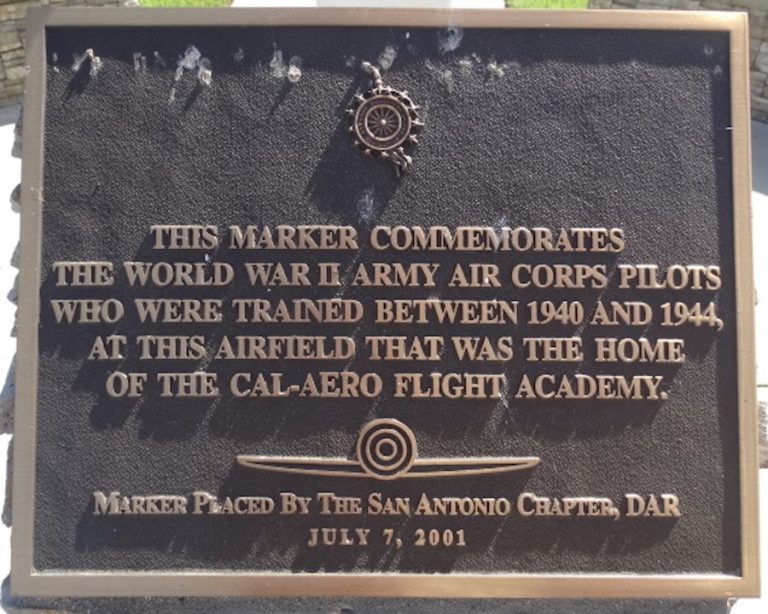 THIS MARKER COMMEMORATES
THE WORLD WAR II ARMY AIR CORPS PILOTS
WHO WERE TRAINED BETWEEN 1940 AND 1944,
AT THIS AIRFIELD THAT WAS THE HOME
OF THE CAL-AERO FLIGHT ACADEMY.
MARKER PLACED BY THE SAN ANTONIO CHAPTER, DAR
JULY 7, 2001